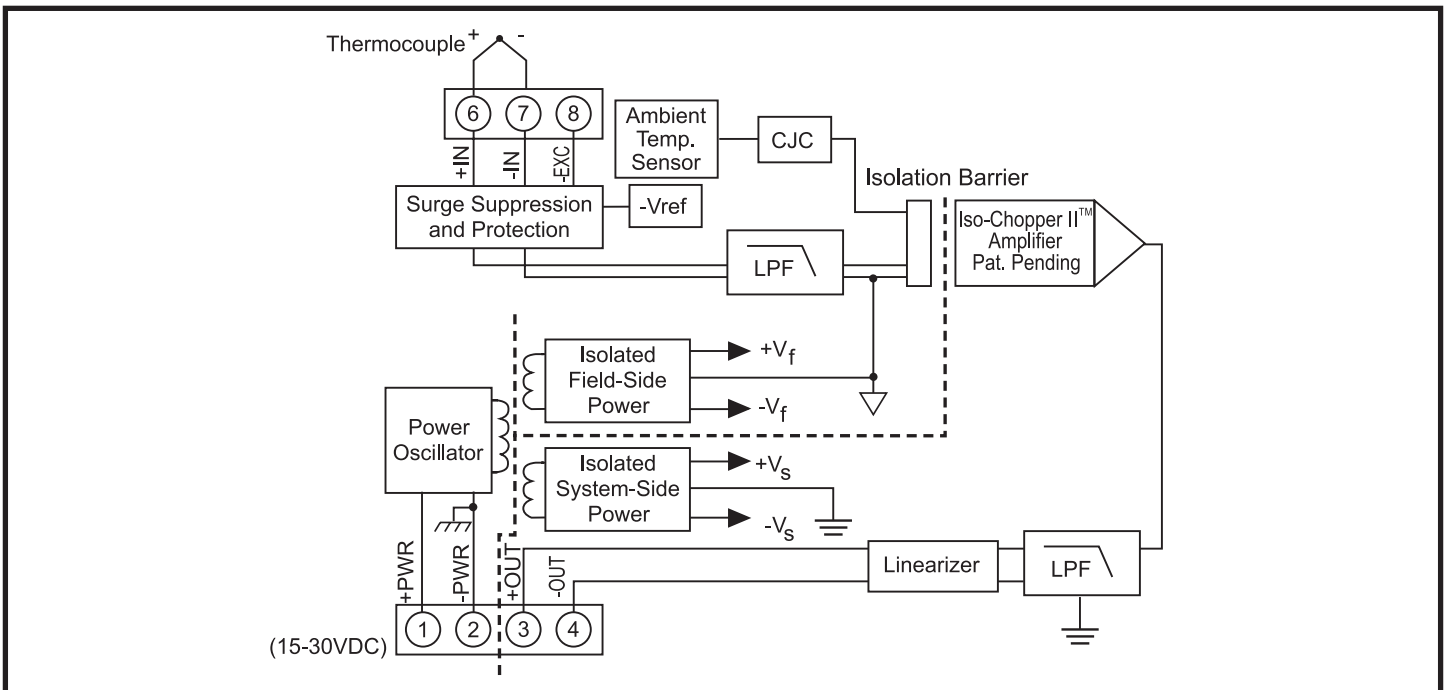 Thermocouple + -
6 7 8
+IN
-IN
-EXC
Ambient
Temp.
Sensor
CJC
Isolation Barrier
Surge Suppression
and Protection
-Vref
LPF
Iso-Chopper II™
Amplifier
Pat. Pending
Isolated
Field-Side
Power
+Vf
-Vf
Power
Oscillator
Isolated
System-Side
Power
+Vs
-Vs
+PWR
-PWR
+OUT
-OUT
Linearizer
LPF
(15-30VDC)
1 2 3 4